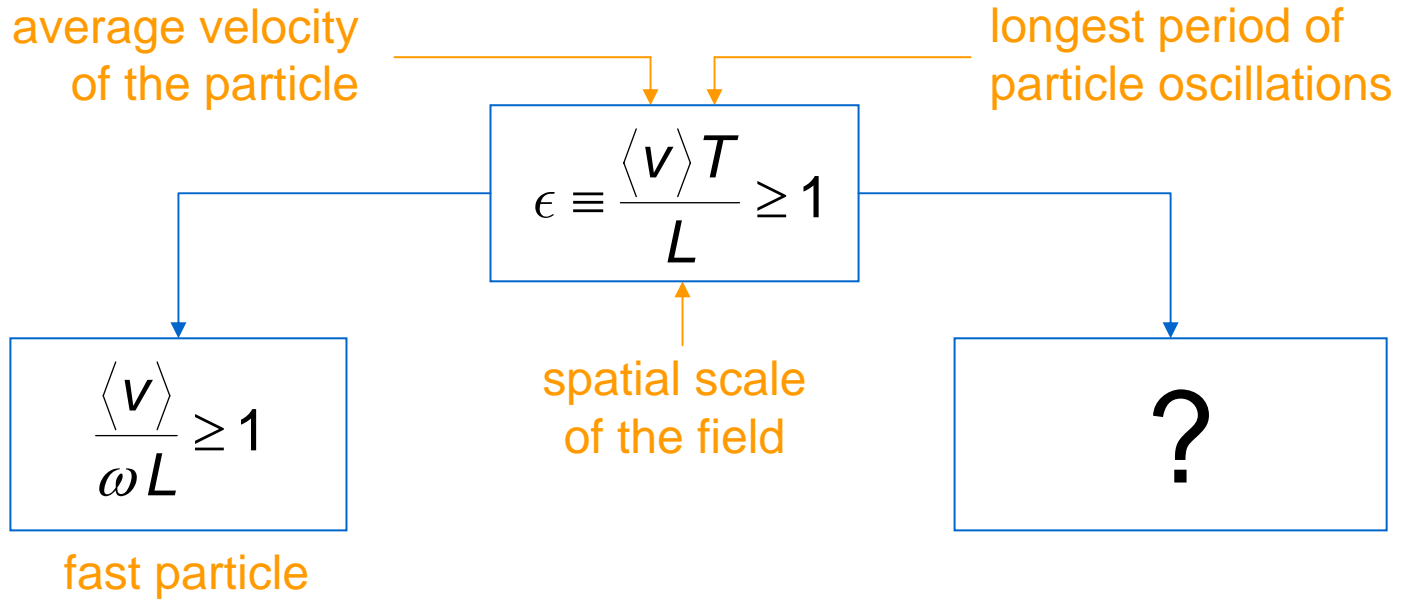 average velocity
of the particle
longest period of
particle oscillations
ϵ ≡ ⟨v⟩T / L ≥ 1
⟨v⟩ / ωL ≥ 1
spatial scale
of the field
?
fast particle